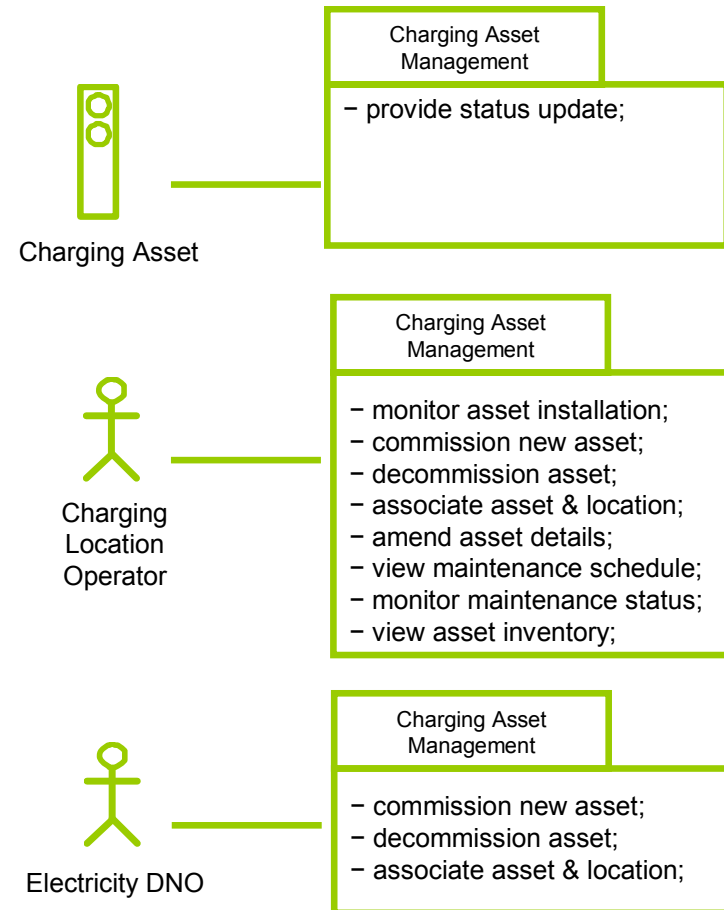 Charging Asset
Management
− provide status update;
Charging Asset
Charging Asset
Management
− monitor asset installation;
− commission new asset;
− decommission asset;
− associate asset & location;
− amend asset details;
− view maintenance schedule;
− monitor maintenance status;
− view asset inventory;
Charging
Location
Operator
Charging Asset
Management
− commission new asset;
− decommission asset;
− associate asset & location;
Electricity DNO